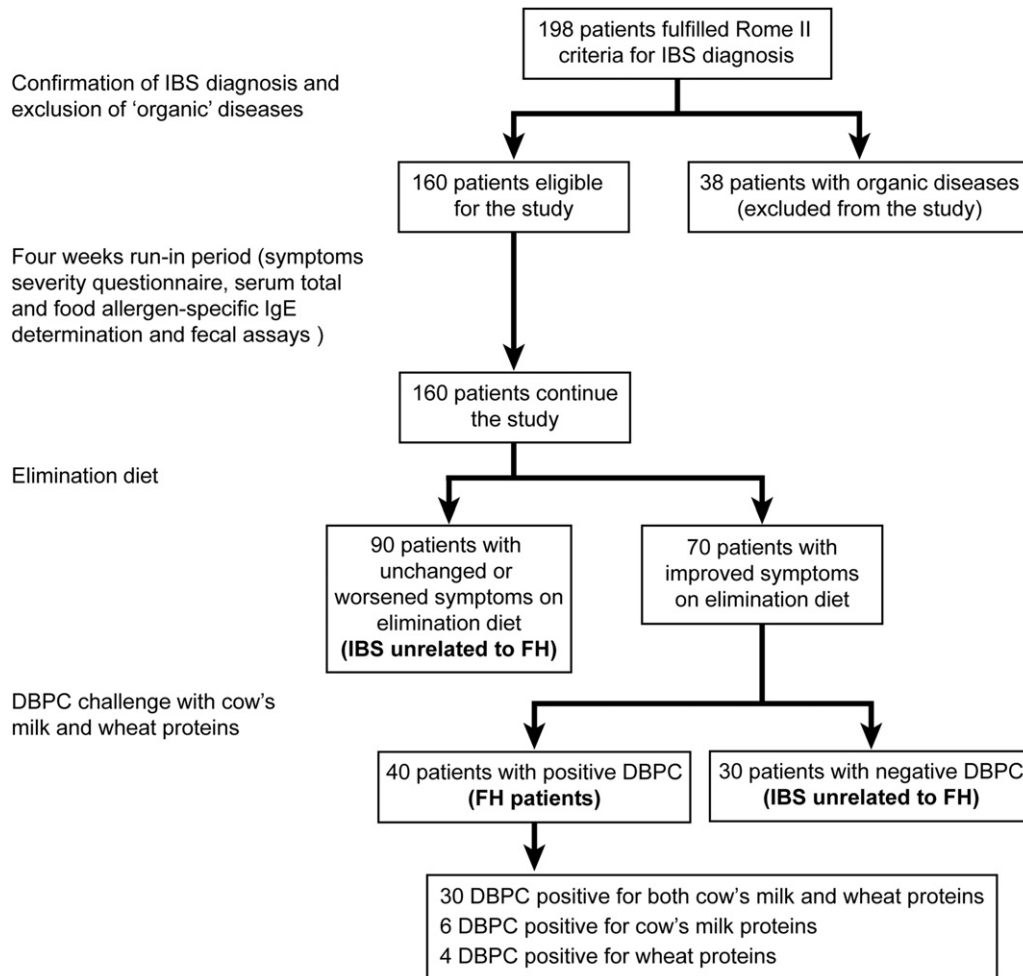 198 patients fulfilled Rome II
criteria for IBS diagnosis
Confirmation of IBS diagnosis and
exclusion of ‘organic’ diseases
160 patients eligible
for the study
38 patients with organic diseases
(excluded from the study)
Four weeks run-in period (symptoms
severity questionnaire, serum total
and food allergen-specific IgE
determination and fecal assays )
160 patients continue
the study
Elimination diet
90 patients with
unchanged or
worsened symptoms on
elimination diet
(IBS unrelated to FH)
70 patients with
improved symptoms
on elimination diet
DBPC challenge with cow’s
milk and wheat proteins
40 patients with positive DBPC
(FH patients)
30 patients with negative DBPC
(IBS unrelated to FH)
30 DBPC positive for both cow’s milk and wheat proteins
6 DBPC positive for cow’s milk proteins
4 DBPC positive for wheat proteins